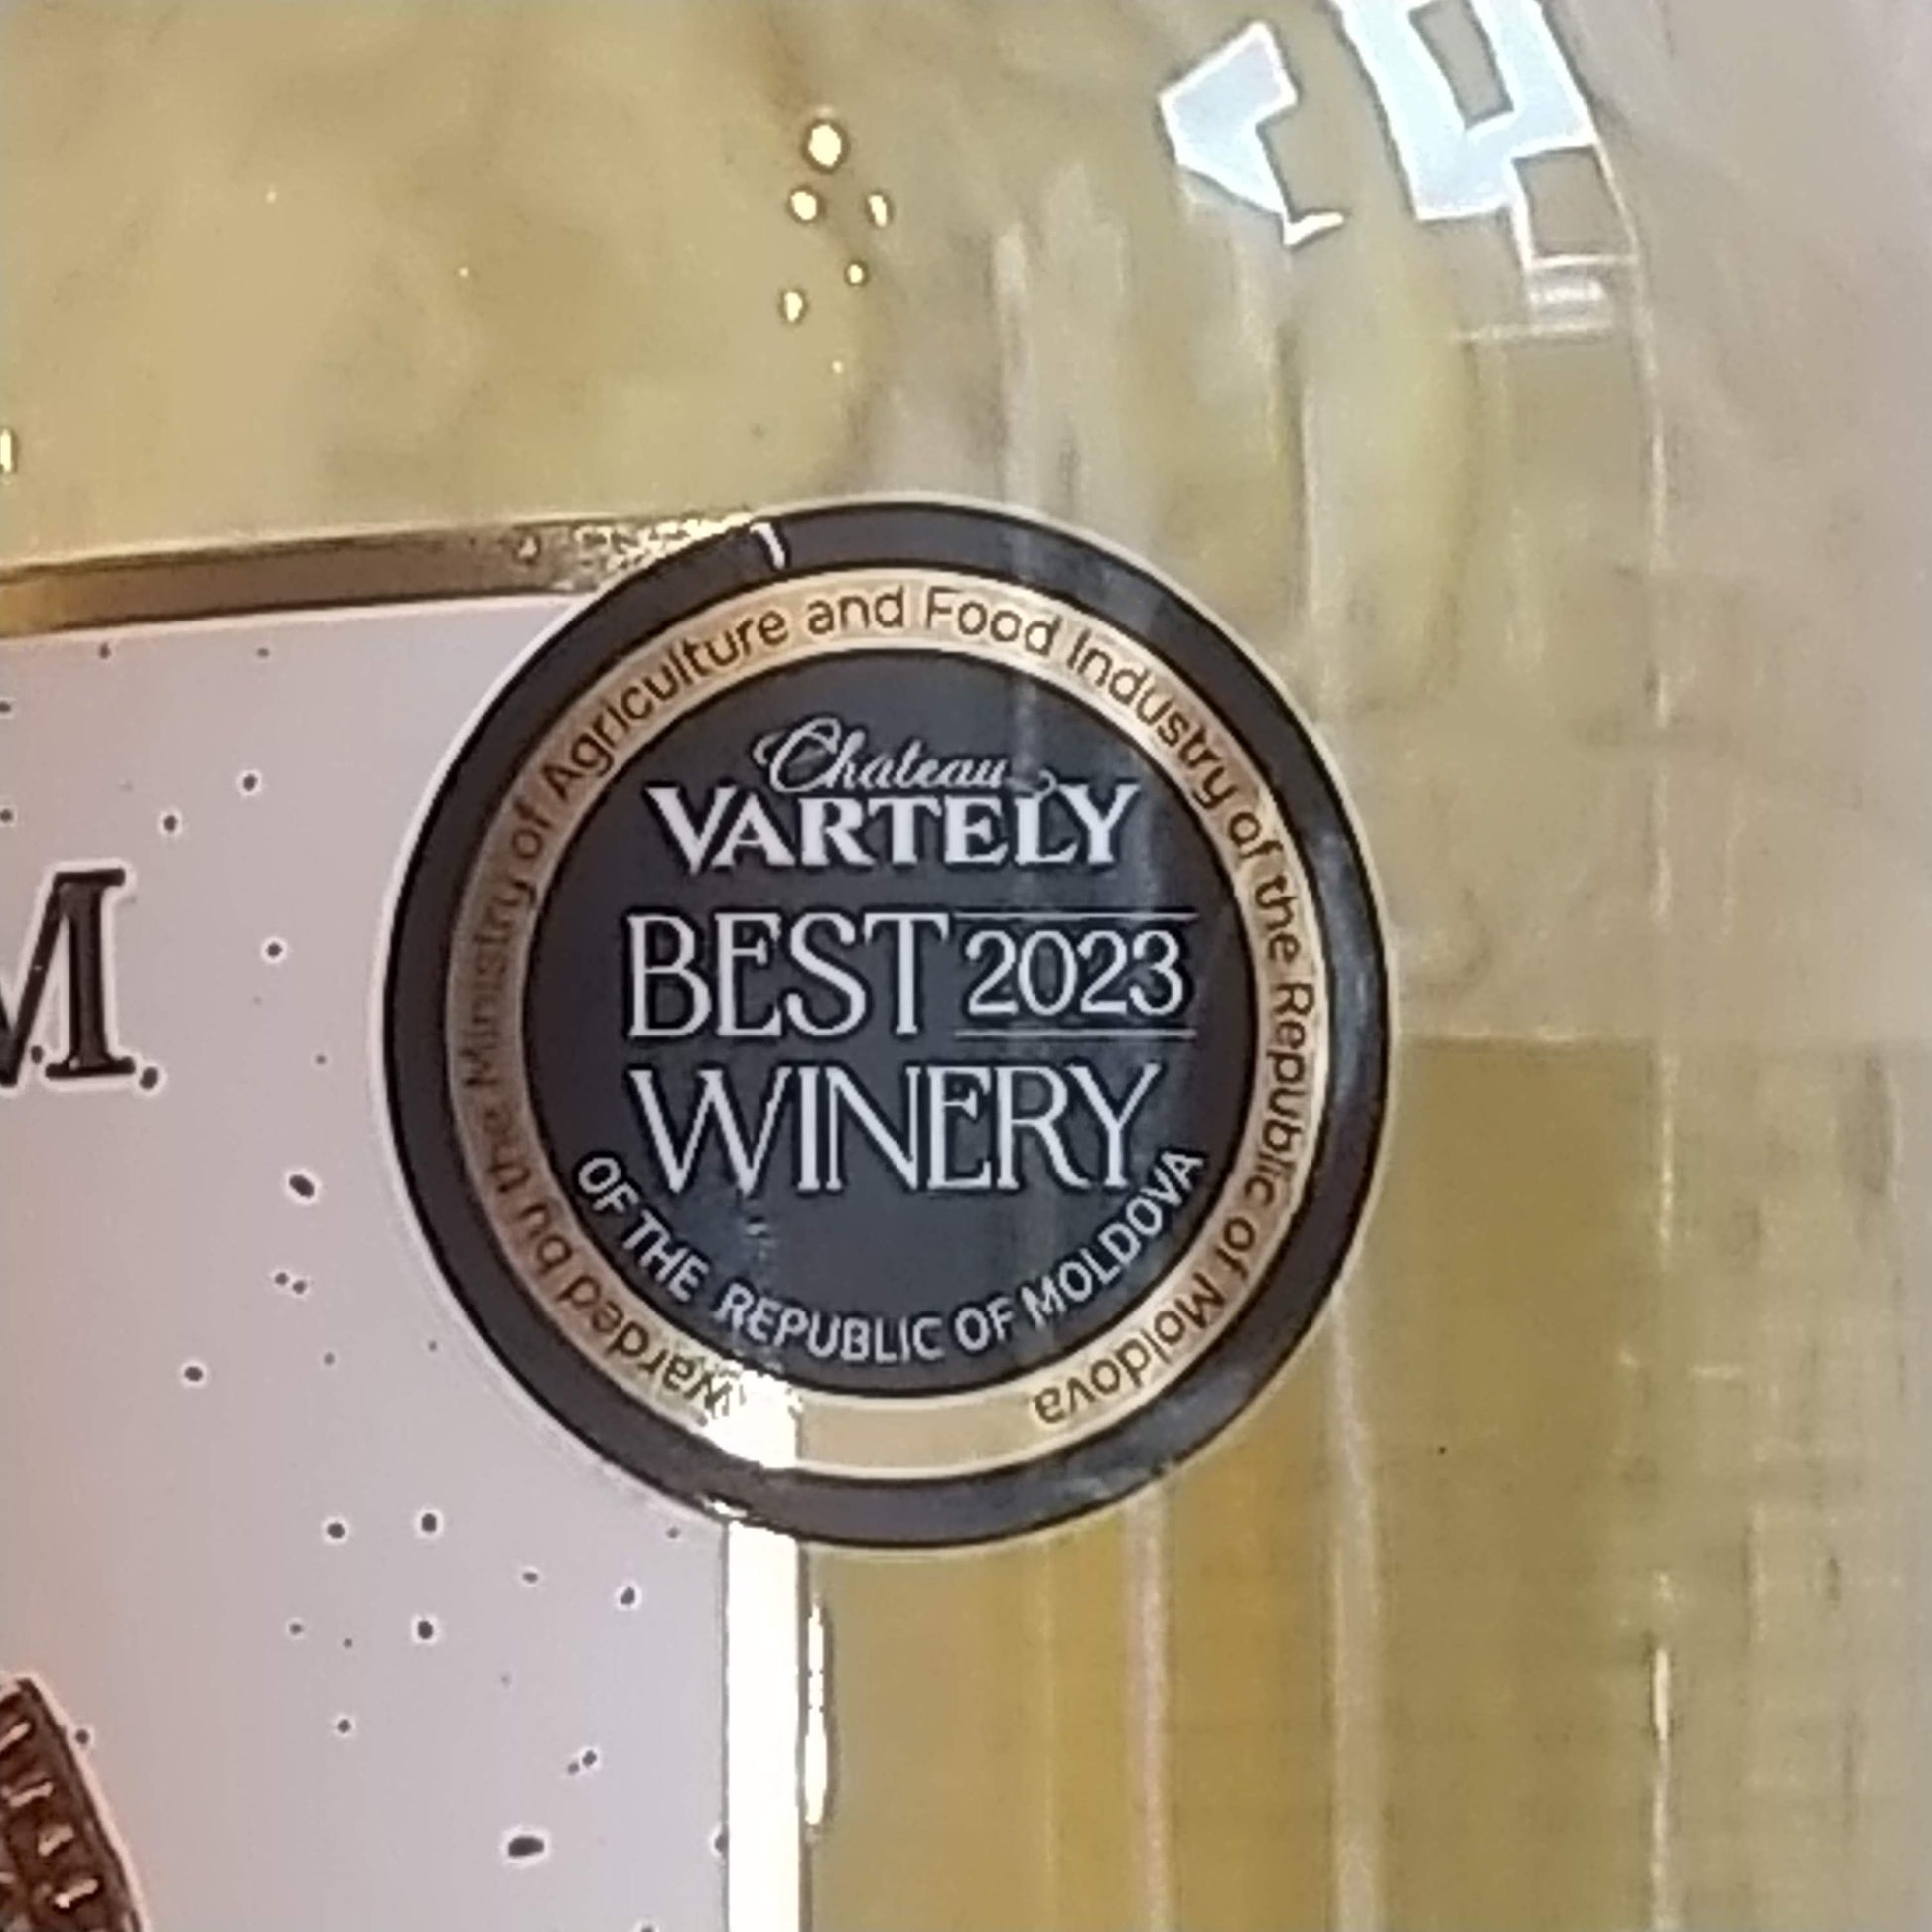 M
Chateau
VARTELY
BEST 2023
WINERY
OF THE REPUBLIC OF MOLDOVA
warded by the Ministry of Agriculture and Food Industry of the Republic of Moldova